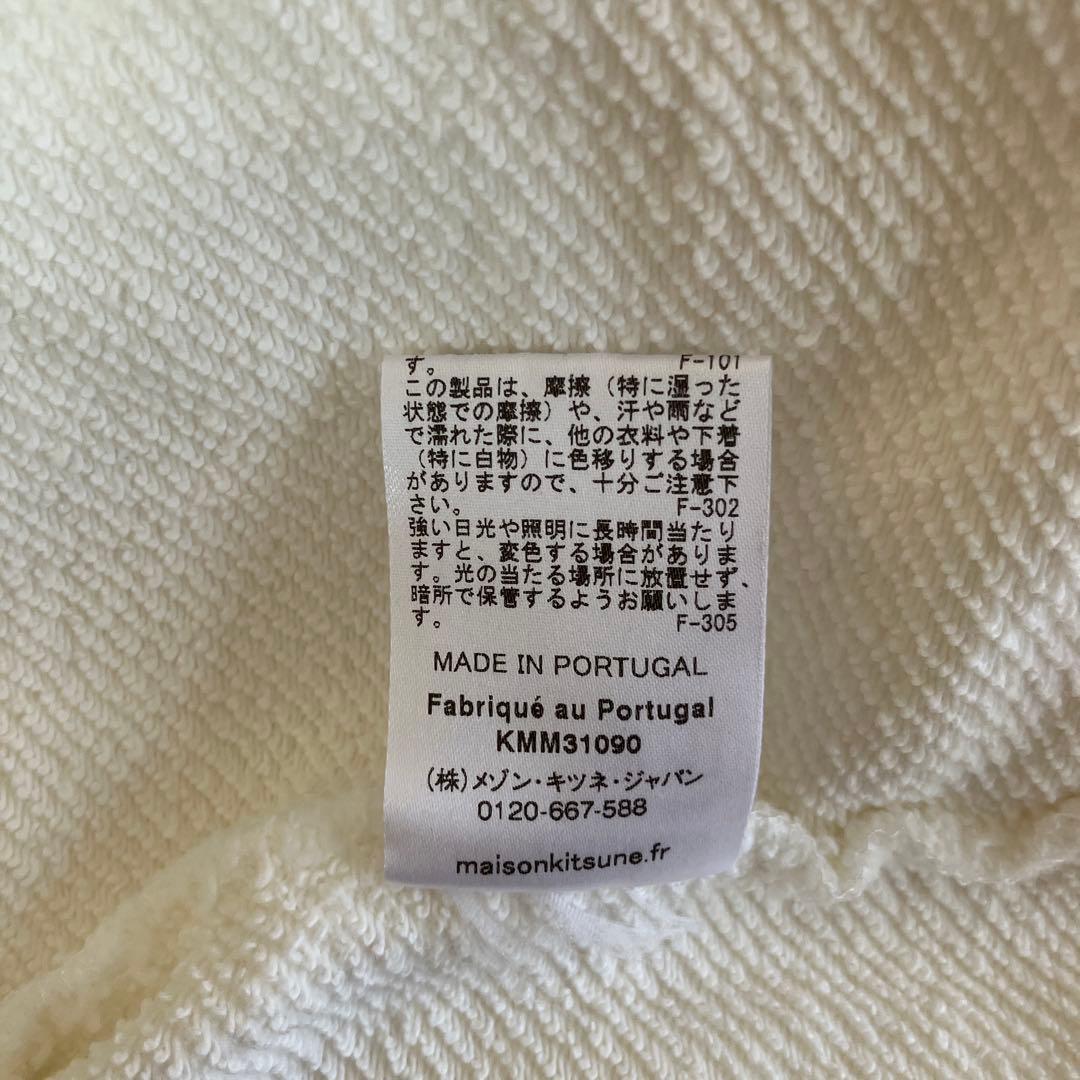 す。 F-101
この製品は、摩擦（特に湿った
状態での摩擦）や、汗や雨など
で濡れた際に、他の衣料や下着
（特に白物）に色移りする場合
がありますので、十分ご注意下
さい。 F-302
強い日光や照明に長時間当たり
ますと、変色する場合がありま
す。光の当たる場所に放置せず、
暗所で保管するようお願いしま
す。 F-305
MADE IN PORTUGAL
Fabriqué au Portugal
KMM31090
(株)メゾン・キツネ・ジャパン
0120-667-588
maisonkitsune.fr